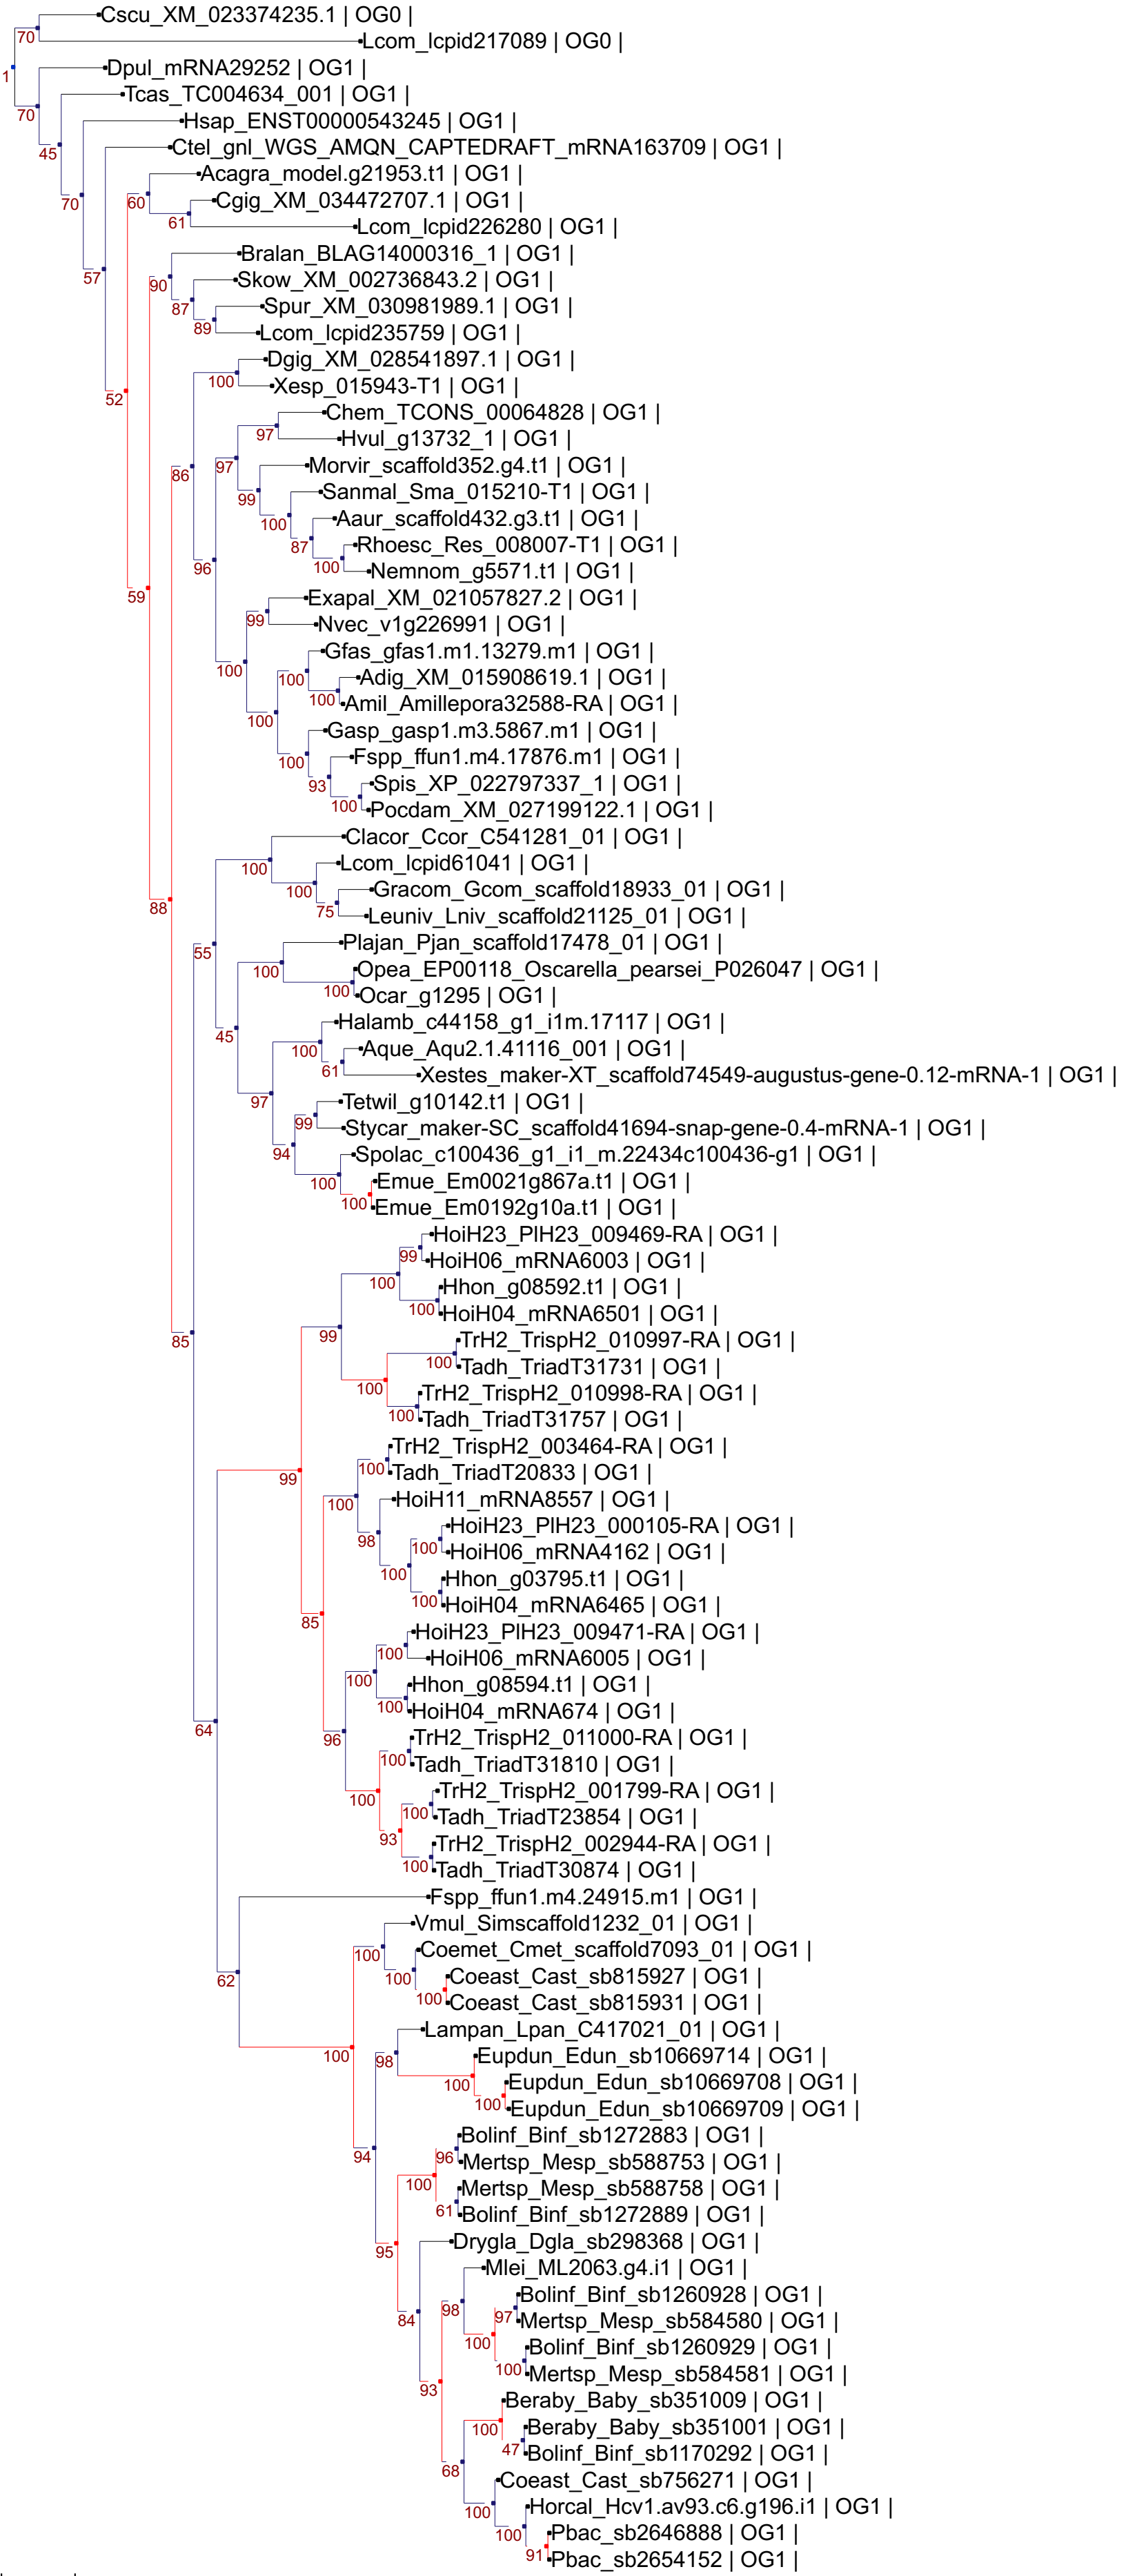 Cscu_XM_023374235.1 | OG0 |
70
Lcom_lcpid217089 | OG0 |
1
Dpul_mRNA29252 | OG1 |
Tcas_TC004634_001 | OG1 |
70
Hsap_ENST00000543245 | OG1 |
45
Ctel_gnl_WGS_AMQN_CAPTEDRAFT_mRNA163709 | OG1 |
Acagra_model.g21953.t1 | OG1 |
70
60
Cgig_XM_034472707.1 | OG1 |
61
Lcom_lcpid226280 | OG1 |
Bralan_BLAG14000316_1 | OG1 |
57
90
Skow_XM_002736843.2 | OG1 |
87
Spur_XM_030981989.1 | OG1 |
89
Lcom_lcpid235759 | OG1 |
Dgig_XM_028541897.1 | OG1 |
100
Xesp_015943-T1 | OG1 |
52
Chem_TCONS_00064828 | OG1 |
97
Hvul_g13732_1 | OG1 |
86
97
Morvir_scaffold352.g4.t1 | OG1 |
99
Sanmal_Sma_015210-T1 | OG1 |
100
Aaur_scaffold432.g3.t1 | OG1 |
87
Rhoesc_Res_008007-T1 | OG1 |
100
96
Nemnom_g5571.t1 | OG1 |
59
Exapal_XM_021057827.2 | OG1 |
99
Nvec_v1g226991 | OG1 |
Gfas_gfas1.m1.13279.m1 | OG1 |
100
100
Adig_XM_015908619.1 | OG1 |
100
Amil_Amillepora32588-RA | OG1 |
100
Gasp_gasp1.m3.5867.m1 | OG1 |
100
Fspp_ffun1.m4.17876.m1 | OG1 |
93
Spis_XP_022797337_1 | OG1 |
100
Pocdam_XM_027199122.1 | OG1 |
Clacor_Ccor_C541281_01 | OG1 |
100
Lcom_lcpid61041 | OG1 |
100
Gracom_Gcom_scaffold18933_01 | OG1 |
75
88
Leuniv_Lniv_scaffold21125_01 | OG1 |
Plajan_Pjan_scaffold17478_01 | OG1 |
55
100
Opea_EP00118_Oscarella_pearsei_P026047 | OG1 |
100
Ocar_g1295 | OG1 |
Halamb_c44158_g1_i1m.17117 | OG1 |
45
100
Aque_Aqu2.1.41116_001 | OG1 |
61
Xestes_maker-XT_scaffold74549-augustus-gene-0.12-mRNA-1 | OG1 |
97
Tetwil_g10142.t1 | OG1 |
99
Stycar_maker-SC_scaffold41694-snap-gene-0.4-mRNA-1 | OG1 |
94
Spolac_c100436_g1_i1_m.22434c100436-g1 | OG1 |
100
Emue_Em0021g867a.t1 | OG1 |
100
Emue_Em0192g10a.t1 | OG1 |
HoiH23_PlH23_009469-RA | OG1 |
99
HoiH06_mRNA6003 | OG1 |
100
Hhon_g08592.t1 | OG1 |
100
HoiH04_mRNA6501 | OG1 |
85
99
TrH2_TrispH2_010997-RA | OG1 |
100
Tadh_TriadT31731 | OG1 |
100
TrH2_TrispH2_010998-RA | OG1 |
100
Tadh_TriadT31757 | OG1 |
TrH2_TrispH2_003464-RA | OG1 |
100
Tadh_TriadT20833 | OG1 |
99
HoiH11_mRNA8557 | OG1 |
100
HoiH23_PlH23_000105-RA | OG1 |
98
100
HoiH06_mRNA4162 | OG1 |
100
Hhon_g03795.t1 | OG1 |
100
HoiH04_mRNA6465 | OG1 |
85
HoiH23_PlH23_009471-RA | OG1 |
100
HoiH06_mRNA6005 | OG1 |
100
Hhon_g08594.t1 | OG1 |
100
HoiH04_mRNA674 | OG1 |
64
96
TrH2_TrispH2_011000-RA | OG1 |
100
Tadh_TriadT31810 | OG1 |
TrH2_TrispH2_001799-RA | OG1 |
100
100
Tadh_TriadT23854 | OG1 |
93
TrH2_TrispH2_002944-RA | OG1 |
100
Tadh_TriadT30874 | OG1 |
Fspp_ffun1.m4.24915.m1 | OG1 |
Vmul_Simscaffold1232_01 | OG1 |
100
Coemet_Cmet_scaffold7093_01 | OG1 |
62
100
Coeast_Cast_sb815927 | OG1 |
100
Coeast_Cast_sb815931 | OG1 |
Lampan_Lpan_C417021_01 | OG1 |
100
98
Eupdun_Edun_sb10669714 | OG1 |
100
Eupdun_Edun_sb10669708 | OG1 |
100
Eupdun_Edun_sb10669709 | OG1 |
Bolinf_Binf_sb1272883 | OG1 |
94
96
Mertsp_Mesp_sb588753 | OG1 |
100
Mertsp_Mesp_sb588758 | OG1 |
61
Bolinf_Binf_sb1272889 | OG1 |
Drygla_Dgla_sb298368 | OG1 |
95
Mlei_ML2063.g4.i1 | OG1 |
Bolinf_Binf_sb1260928 | OG1 |
84
98
97
Mertsp_Mesp_sb584580 | OG1 |
100
Bolinf_Binf_sb1260929 | OG1 |
100
Mertsp_Mesp_sb584581 | OG1 |
93
Beraby_Baby_sb351009 | OG1 |
100
Beraby_Baby_sb351001 | OG1 |
47
Bolinf_Binf_sb1170292 | OG1 |
68
Coeast_Cast_sb756271 | OG1 |
100
Horcal_Hcv1.av93.c6.g196.i1 | OG1 |
100
Pbac_sb2646888 | OG1 |
91
Pbac_sb2654152 | OG1 |